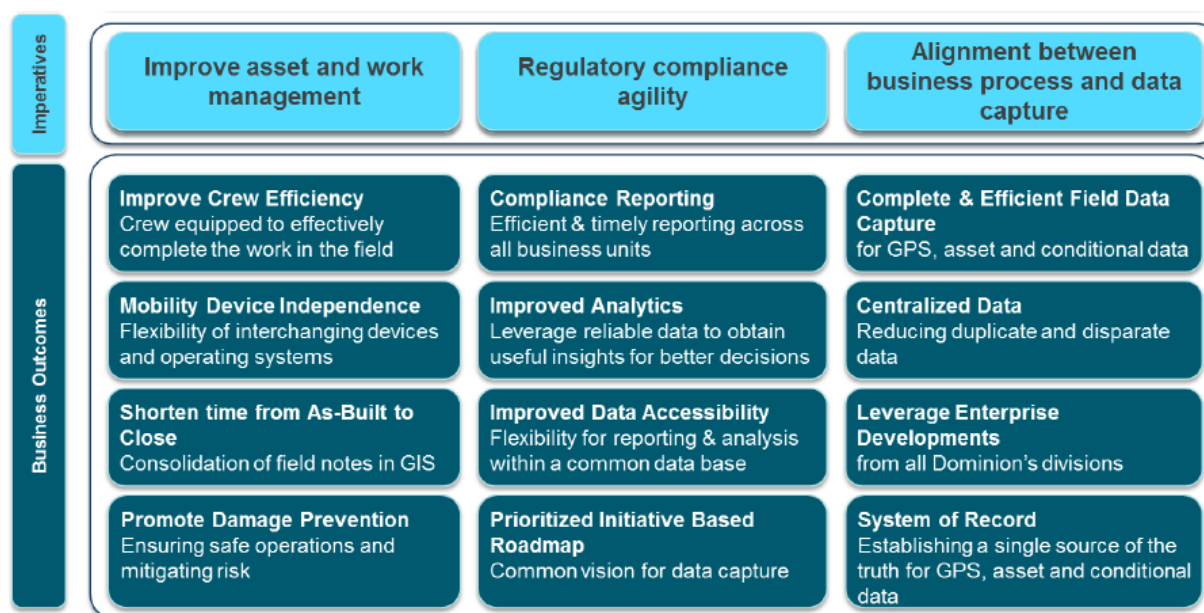 Imperatives
Improve asset and work
management
Regulatory compliance
agility
Alignment between
business process and data
capture
Business Outcomes
Improve Crew Efficiency
Crew equipped to effectively
complete the work in the field
Compliance Reporting
Efficient & timely reporting across
all business units
Complete & Efficient Field Data
Capture
for GPS, asset and conditional data
Mobility Device Independence
Flexibility of interchanging devices
and operating systems
Improved Analytics
Leverage reliable data to obtain
useful insights for better decisions
Centralized Data
Reducing duplicate and disparate
data
Shorten time from As-Built to
Close
Consolidation of field notes in GIS
Improved Data Accessibility
Flexibility for reporting & analysis
within a common data base
Leverage Enterprise
Developments
from all Dominion's divisions
Promote Damage Prevention
Ensuring safe operations and
mitigating risk
Prioritized Initiative Based
Roadmap
Common vision for data capture
System of Record
Establishing a single source of the
truth for GPS, asset and conditional
data